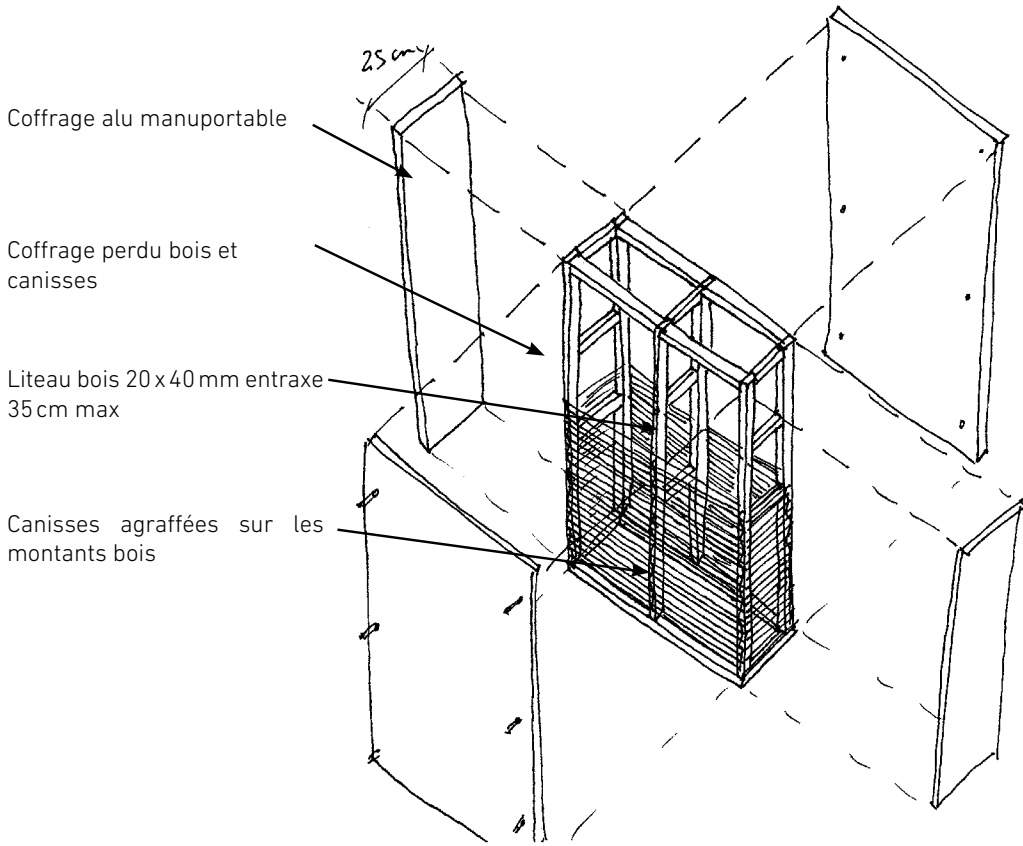 25 cm
Coffrage alu manuportable
Coffrage perdu bois et
canisses
Liteau bois 20 x 40 mm entraxe
35 cm max
Canisses agraffées sur les
montants bois